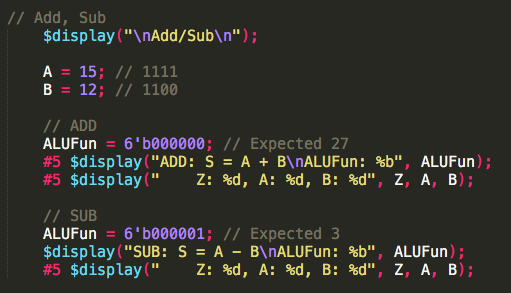 // Add, Sub
$display("\nAdd/Sub\n");
A = 15; // 1111
B = 12; // 1100
// ADD
ALUFun = 6'b000000; // Expected 27
#5 $display("ADD: S = A + B\nALUFun: %b", ALUFun);
#5 $display("    Z: %d, A: %d, B: %d", Z, A, B);
// SUB
ALUFun = 6'b000001; // Expected 3
$display("SUB: S = A - B\nALUFun: %b", ALUFun);
#5 $display("    Z: %d, A: %d, B: %d", Z, A, B);